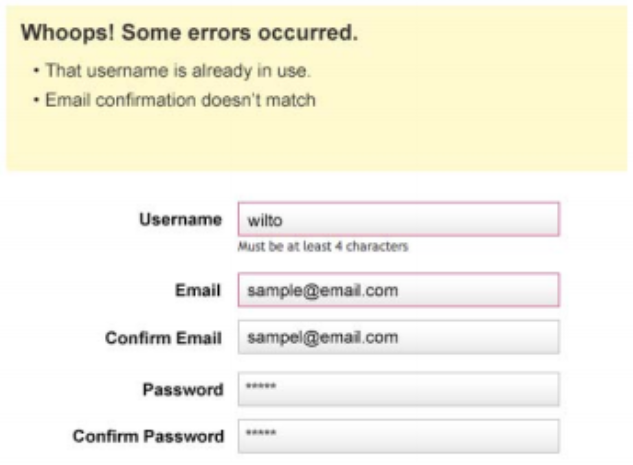 Whoops! Some errors occurred.
• That username is already in use.
• Email confirmation doesn't match
Username wilto
Must be at least 4 characters
Email sample@email.com
Confirm Email sampel@email.com
Password *****
Confirm Password *****